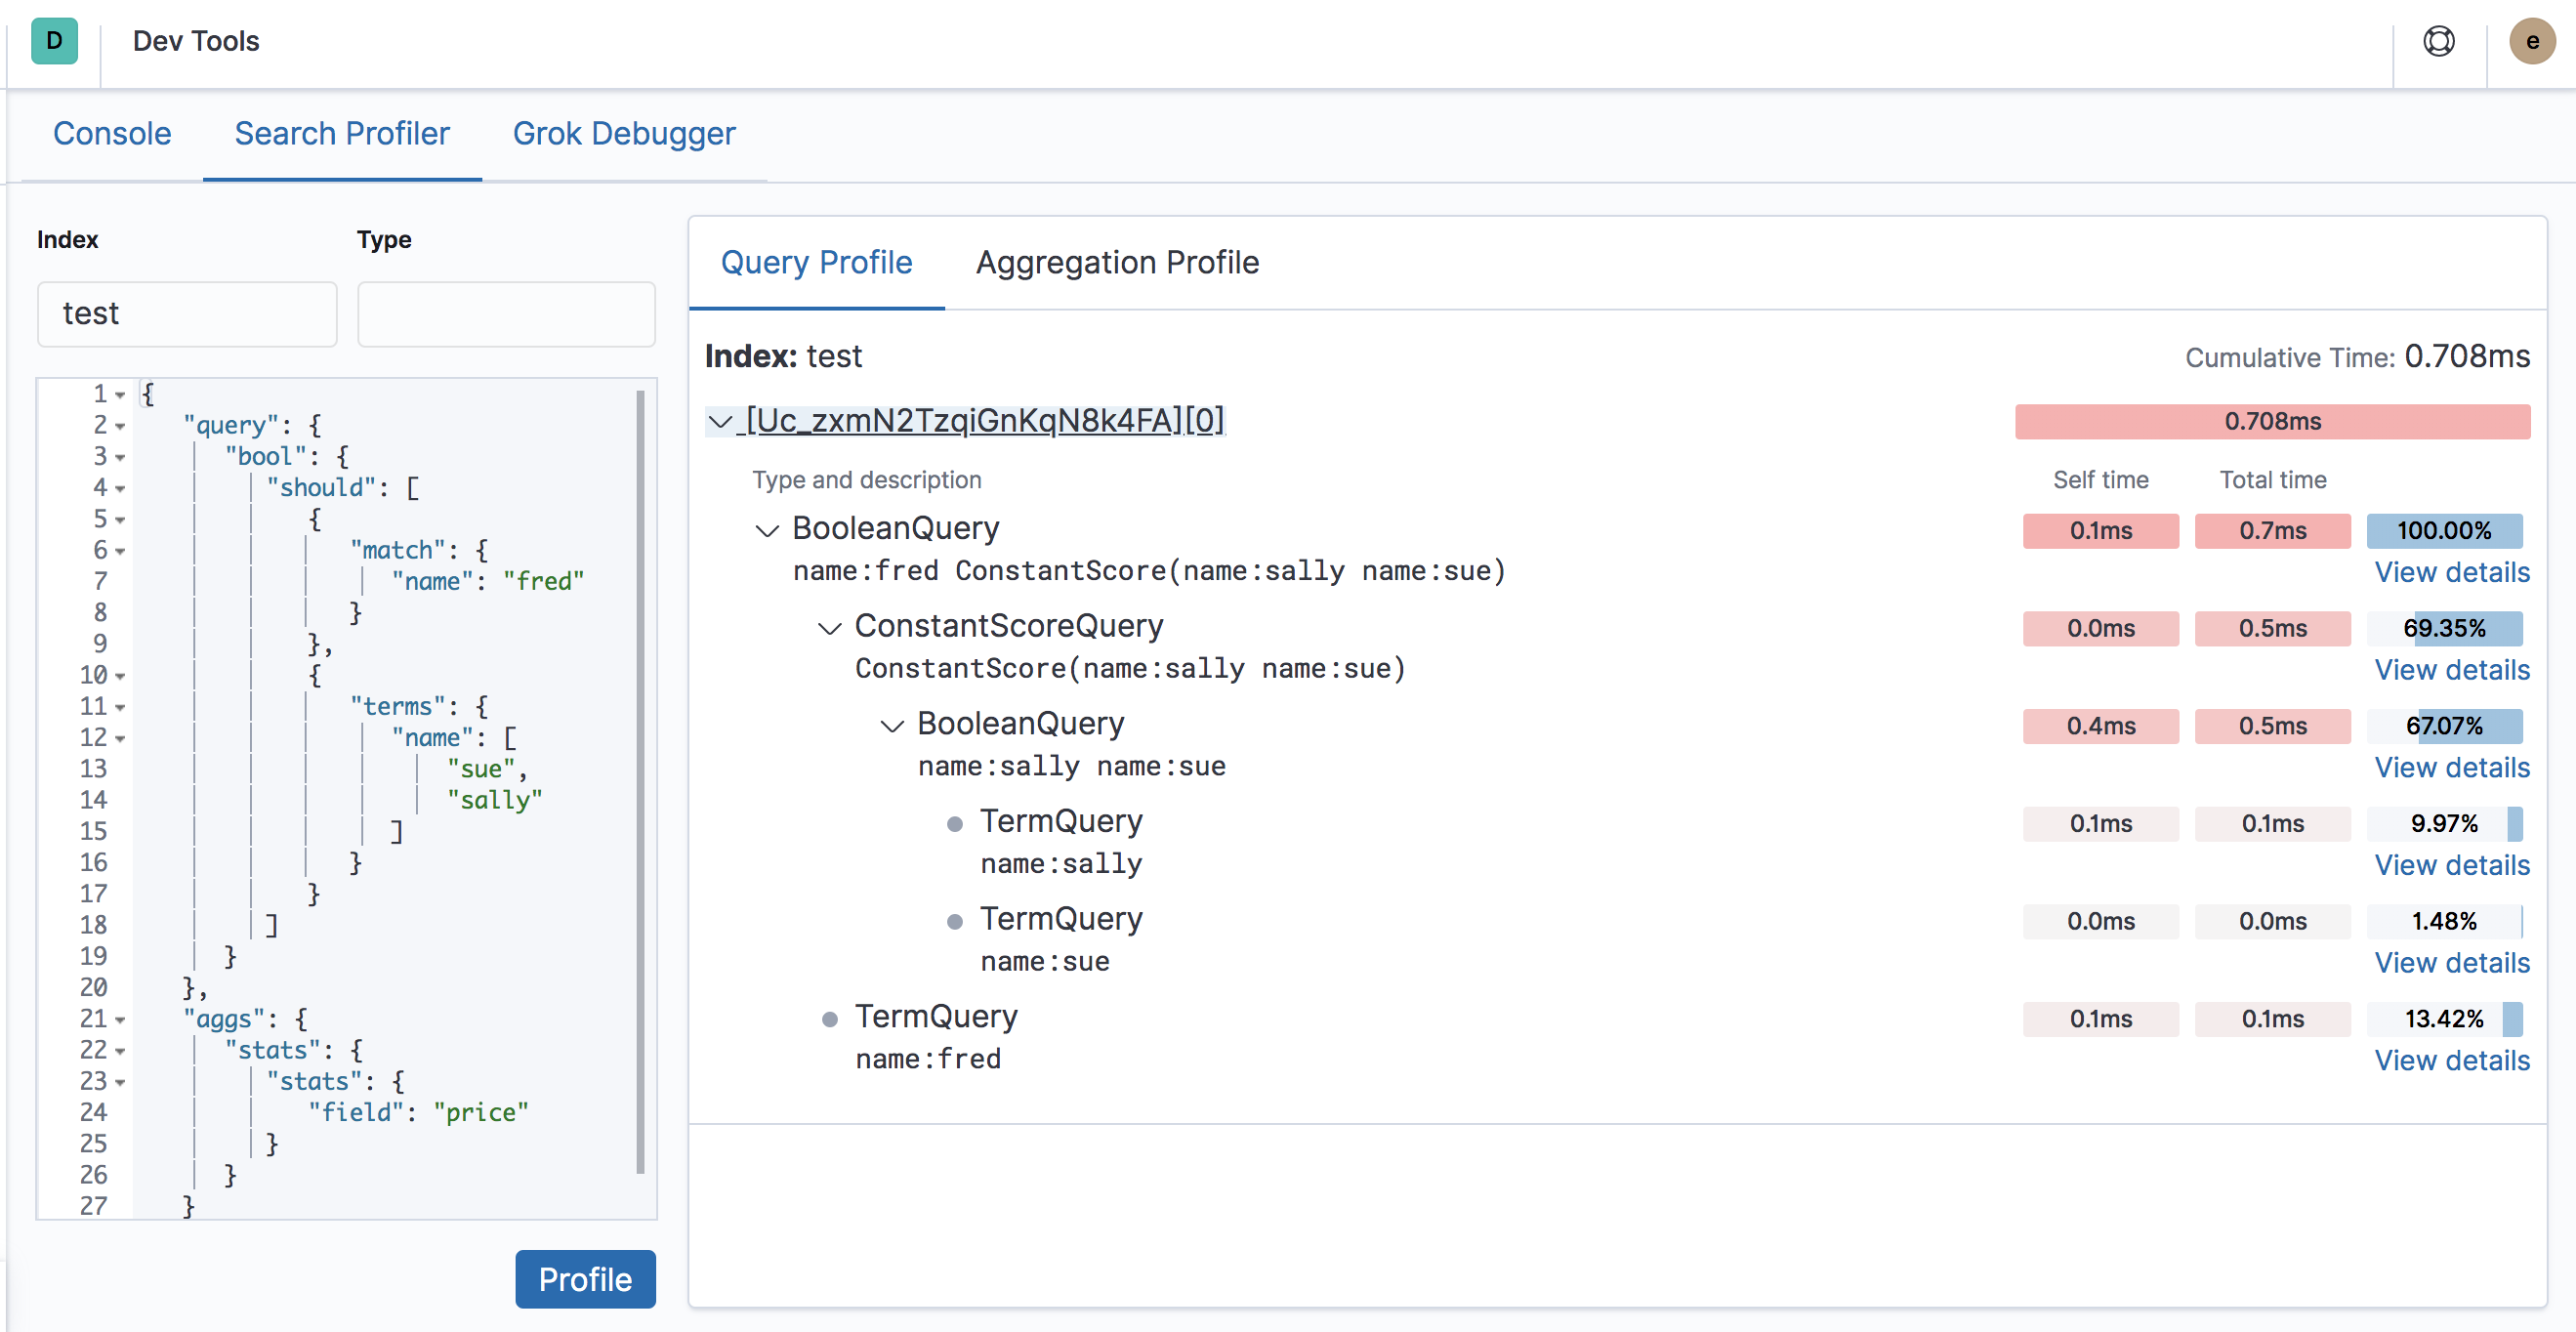 D
Dev Tools
e
Console Search Profiler Grok Debugger
Index Type
test
1 {
2 "query": {
3 "bool": {
4 "should": [
5 {
6 "match": {
7 "name": "fred"
8 }
9 },
10 {
11 "terms": {
12 "name": [
13 "sue",
14 "sally"
15 ]
16 }
17 }
18 ]
19 }
20 },
21 "aggs": {
22 "stats": {
23 "stats": {
24 "field": "price"
25 }
26 }
27 }
Profile
Query Profile Aggregation Profile
Index: test Cumulative Time: 0.708ms
[Uc_zxmN2TzqiGnKqN8k4FA][0] 0.708ms
Type and description Self time Total time
BooleanQuery 0.1ms 0.7ms 100.00%
name:fred ConstantScore(name:sally name:sue) View details
ConstantScoreQuery 0.0ms 0.5ms 69.35%
ConstantScore(name:sally name:sue) View details
BooleanQuery 0.4ms 0.5ms 67.07%
name:sally name:sue View details
TermQuery 0.1ms 0.1ms 9.97%
name:sally View details
TermQuery 0.0ms 0.0ms 1.48%
name:sue View details
TermQuery 0.1ms 0.1ms 13.42%
name:fred View details